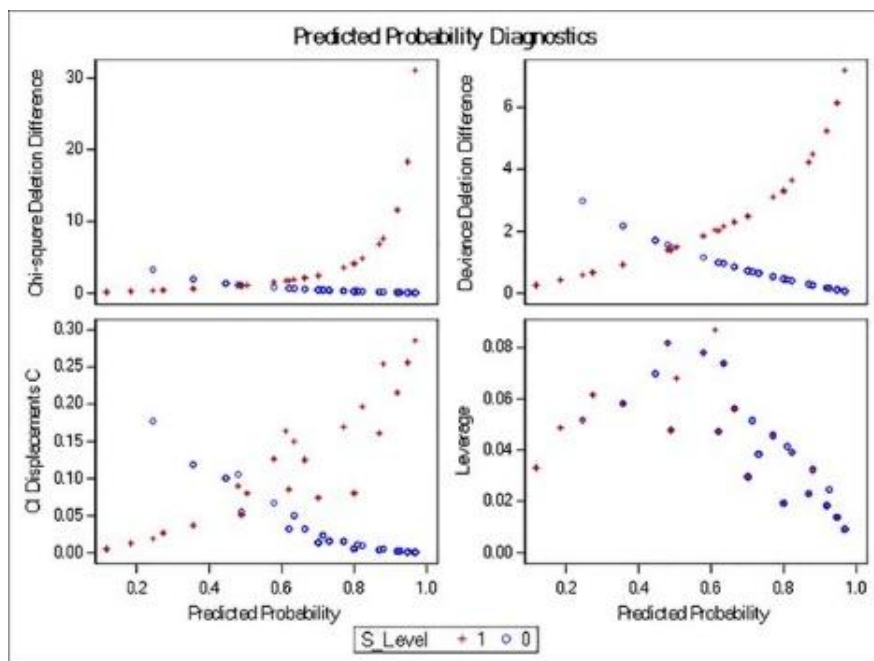 Predicted Probability Diagnostics
Chi-square Deletion Difference
30
20
10
0
Deviance Deletion Difference
6
4
2
0
CI Displacements C
0.30
0.25
0.20
0.15
0.10
0.05
0.00
0.2 0.4 0.6 0.8 1.0
Predicted Probability
Leverage
0.08
0.06
0.04
0.02
0.00
0.2 0.4 0.6 0.8 1.0
Predicted Probability
S_Level + 1 o 0